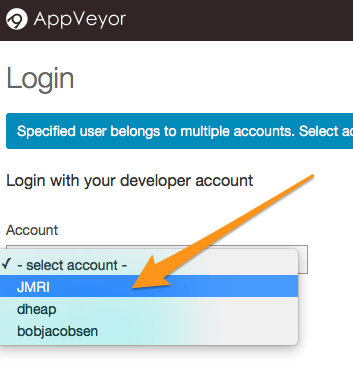 AppVeyor
Login
Specified user belongs to multiple accounts. Select
Login with your developer account
Account
✓ - select account -
JMRI
dheap
bobjacobsen